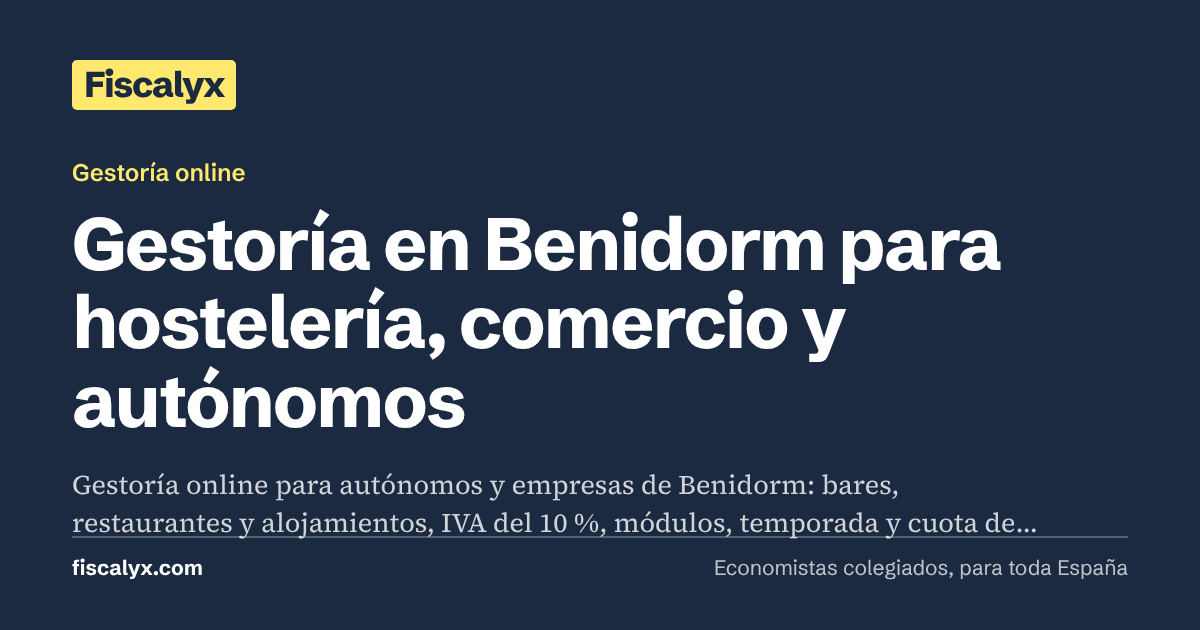 Fiscalyx
Gestoría online
Gestoría en Benidorm para
hostelería, comercio y
autónomos
Gestoría online para autónomos y empresas de Benidorm: bares,
restaurantes y alojamientos, IVA del 10 %, módulos, temporada y cuota de...
fiscalyx.com
Economistas colegiados, para toda España